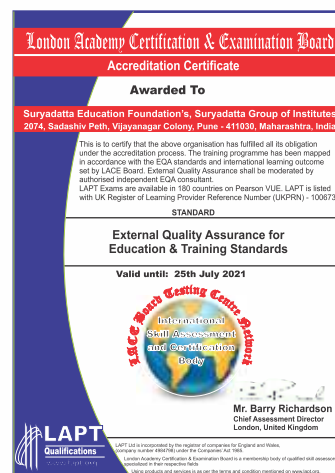 London Academy Certification & Examination Board
Accreditation Certificate
Awarded To
Suryadatta Education Foundation's, Suryadatta Group of Institutes
2074, Sadashiv Peth, Vijayanagar Colony, Pune - 411030, Maharashtra, India
This is to certify that the above organisation has fulfilled all its obligation
under the accreditation process. The training programme has been mapped
in accordance with the EQA standards and international learning outcome
set by LACE Board. External Quality Assurance shall be moderated by
authorised independent EQA consultant.
LAPT Exams are available in 180 countries on Pearson VUE. LAPT is listed
with UK Register of Learning Provider Reference Number (UKPRN) - 100673
STANDARD
External Quality Assurance for
Education & Training Standards
Valid until: 25th July 2021
LACE Board Testing Centre Network
International
Skill Assessment
and Certification
Body
Mr. Barry Richardson
Chief Assessment Director
London, United Kingdom
LAPT
Qualifications
www.lapt.org
LAPT Ltd is incorporated by the register of companies for England and Wales,
(company number 4984798) under the Companies' Act 1985.
London Academy Certification & Examination Board is a membership body of qualified skill assessors
specialized in their respective fields
Using products and services is as per the terms and condition mentioned on www.lapt.org